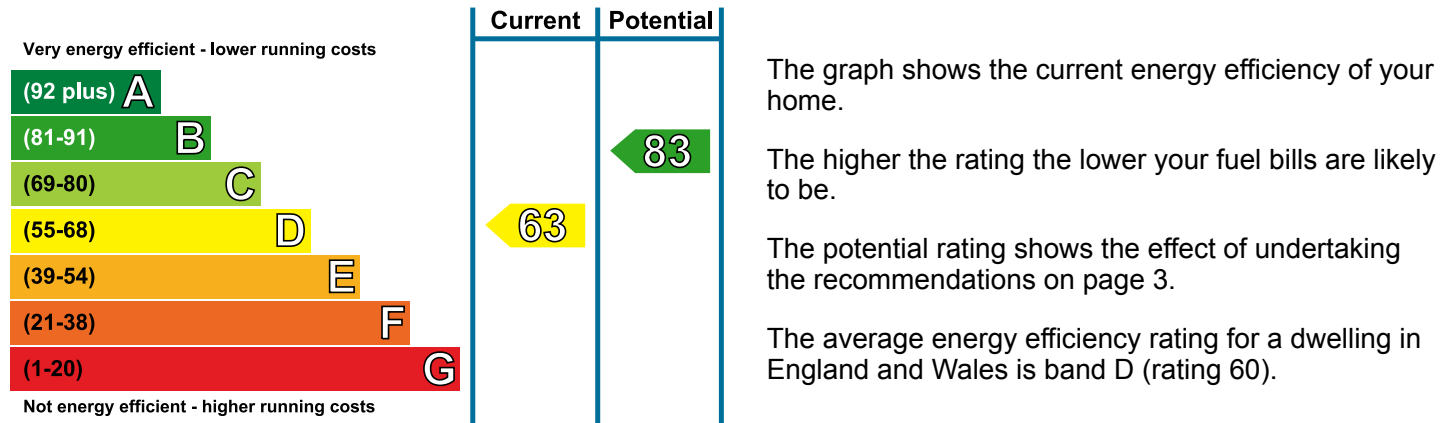 Current Potential
Very energy efficient - lower running costs
(92 plus) A
(81-91) B
83
(69-80) C
(55-68) D
63
(39-54) E
(21-38) F
(1-20) G
Not energy efficient - higher running costs
The graph shows the current energy efficiency of your
home.
The higher the rating the lower your fuel bills are likely
to be.
The potential rating shows the effect of undertaking
the recommendations on page 3.
The average energy efficiency rating for a dwelling in
England and Wales is band D (rating 60).